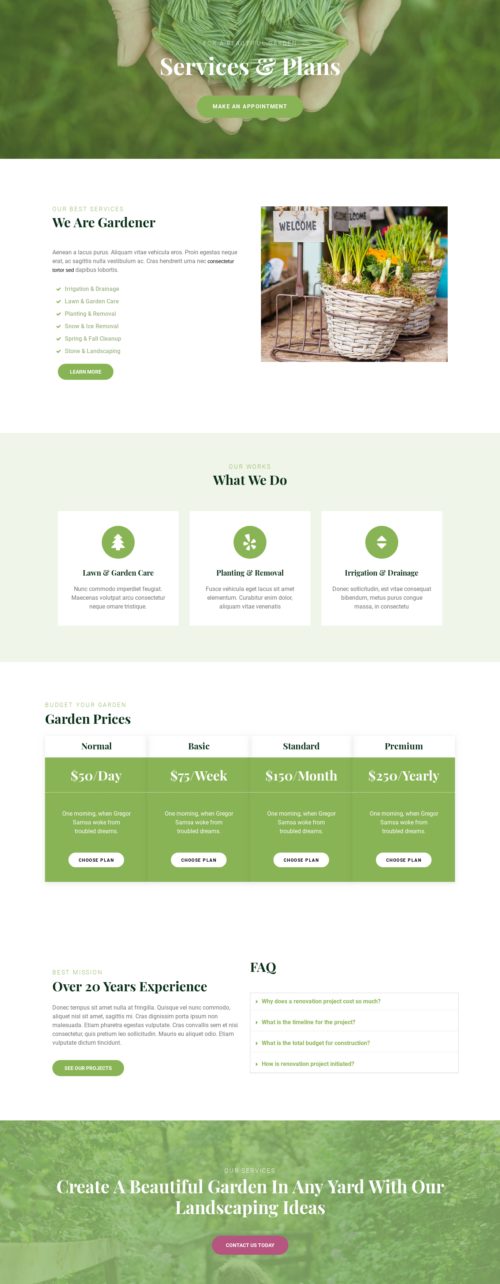 FOR A BEAUTIFUL GARDEN
Services & Plans
MAKE AN APPOINTMENT
OUR BEST SERVICES
We Are Gardener
Aenean a lacus purus. Aliquam vitae vehicula eros. Proin egestas neque
erat, ac sagittis nulla vestibulum ac. Cras hendrerit urna nec consectetur
tortor sed dapibus lobortis.
Irrigation & Drainage
Lawn & Garden Care
Planting & Removal
Snow & Ice Removal
Spring & Fall Cleanup
Stone & Landscaping
LEARN MORE
WELCOME
WELCOME
OUR WORKS
What We Do
Lawn & Garden Care
Nunc commodo imperdiet feugiat.
Maecenas volutpat arcu consectetur
neque ornare tristique.
Planting & Removal
Fusce vehicula eget lacus sit amet
elementum. Curabitur enim dolor,
aliquam vitae venenatis
Irrigation & Drainage
Donec sollicitudin, est vitae consequat
bibendum, metus purus congue
massa, in consectetu
BUDGET YOUR GARDEN
Garden Prices
Normal
$50/Day
One morning, when Gregor
Samsa woke from
troubled dreams.
CHOOSE PLAN
Basic
$75/Week
One morning, when Gregor
Samsa woke from
troubled dreams.
CHOOSE PLAN
Standard
$150/Month
One morning, when Gregor
Samsa woke from
troubled dreams.
CHOOSE PLAN
Premium
$250/Yearly
One morning, when Gregor
Samsa woke from
troubled dreams.
CHOOSE PLAN
BEST MISSION
Over 20 Years Experience
Donec tempus sit amet nulla at fringilla. Quisque vel nunc commodo,
aliquet nisl sit amet, sagittis mi. Cras dignissim porta ipsum non
malesuada. Etiam pharetra egestas vulputate. Cras convallis sem et nisi
consectetur, quis pretium leo sollicitudin. Mauris eu aliquet odio. Etiam
vulputate dictum tincidunt.
SEE OUR PROJECTS
FAQ
Why does a renovation project cost so much?
What is the timeline for the project?
What is the total budget for construction?
How is renovation project initiated?
OUR SERVICES
Create A Beautiful Garden In Any Yard With Our
Landscaping Ideas
CONTACT US TODAY